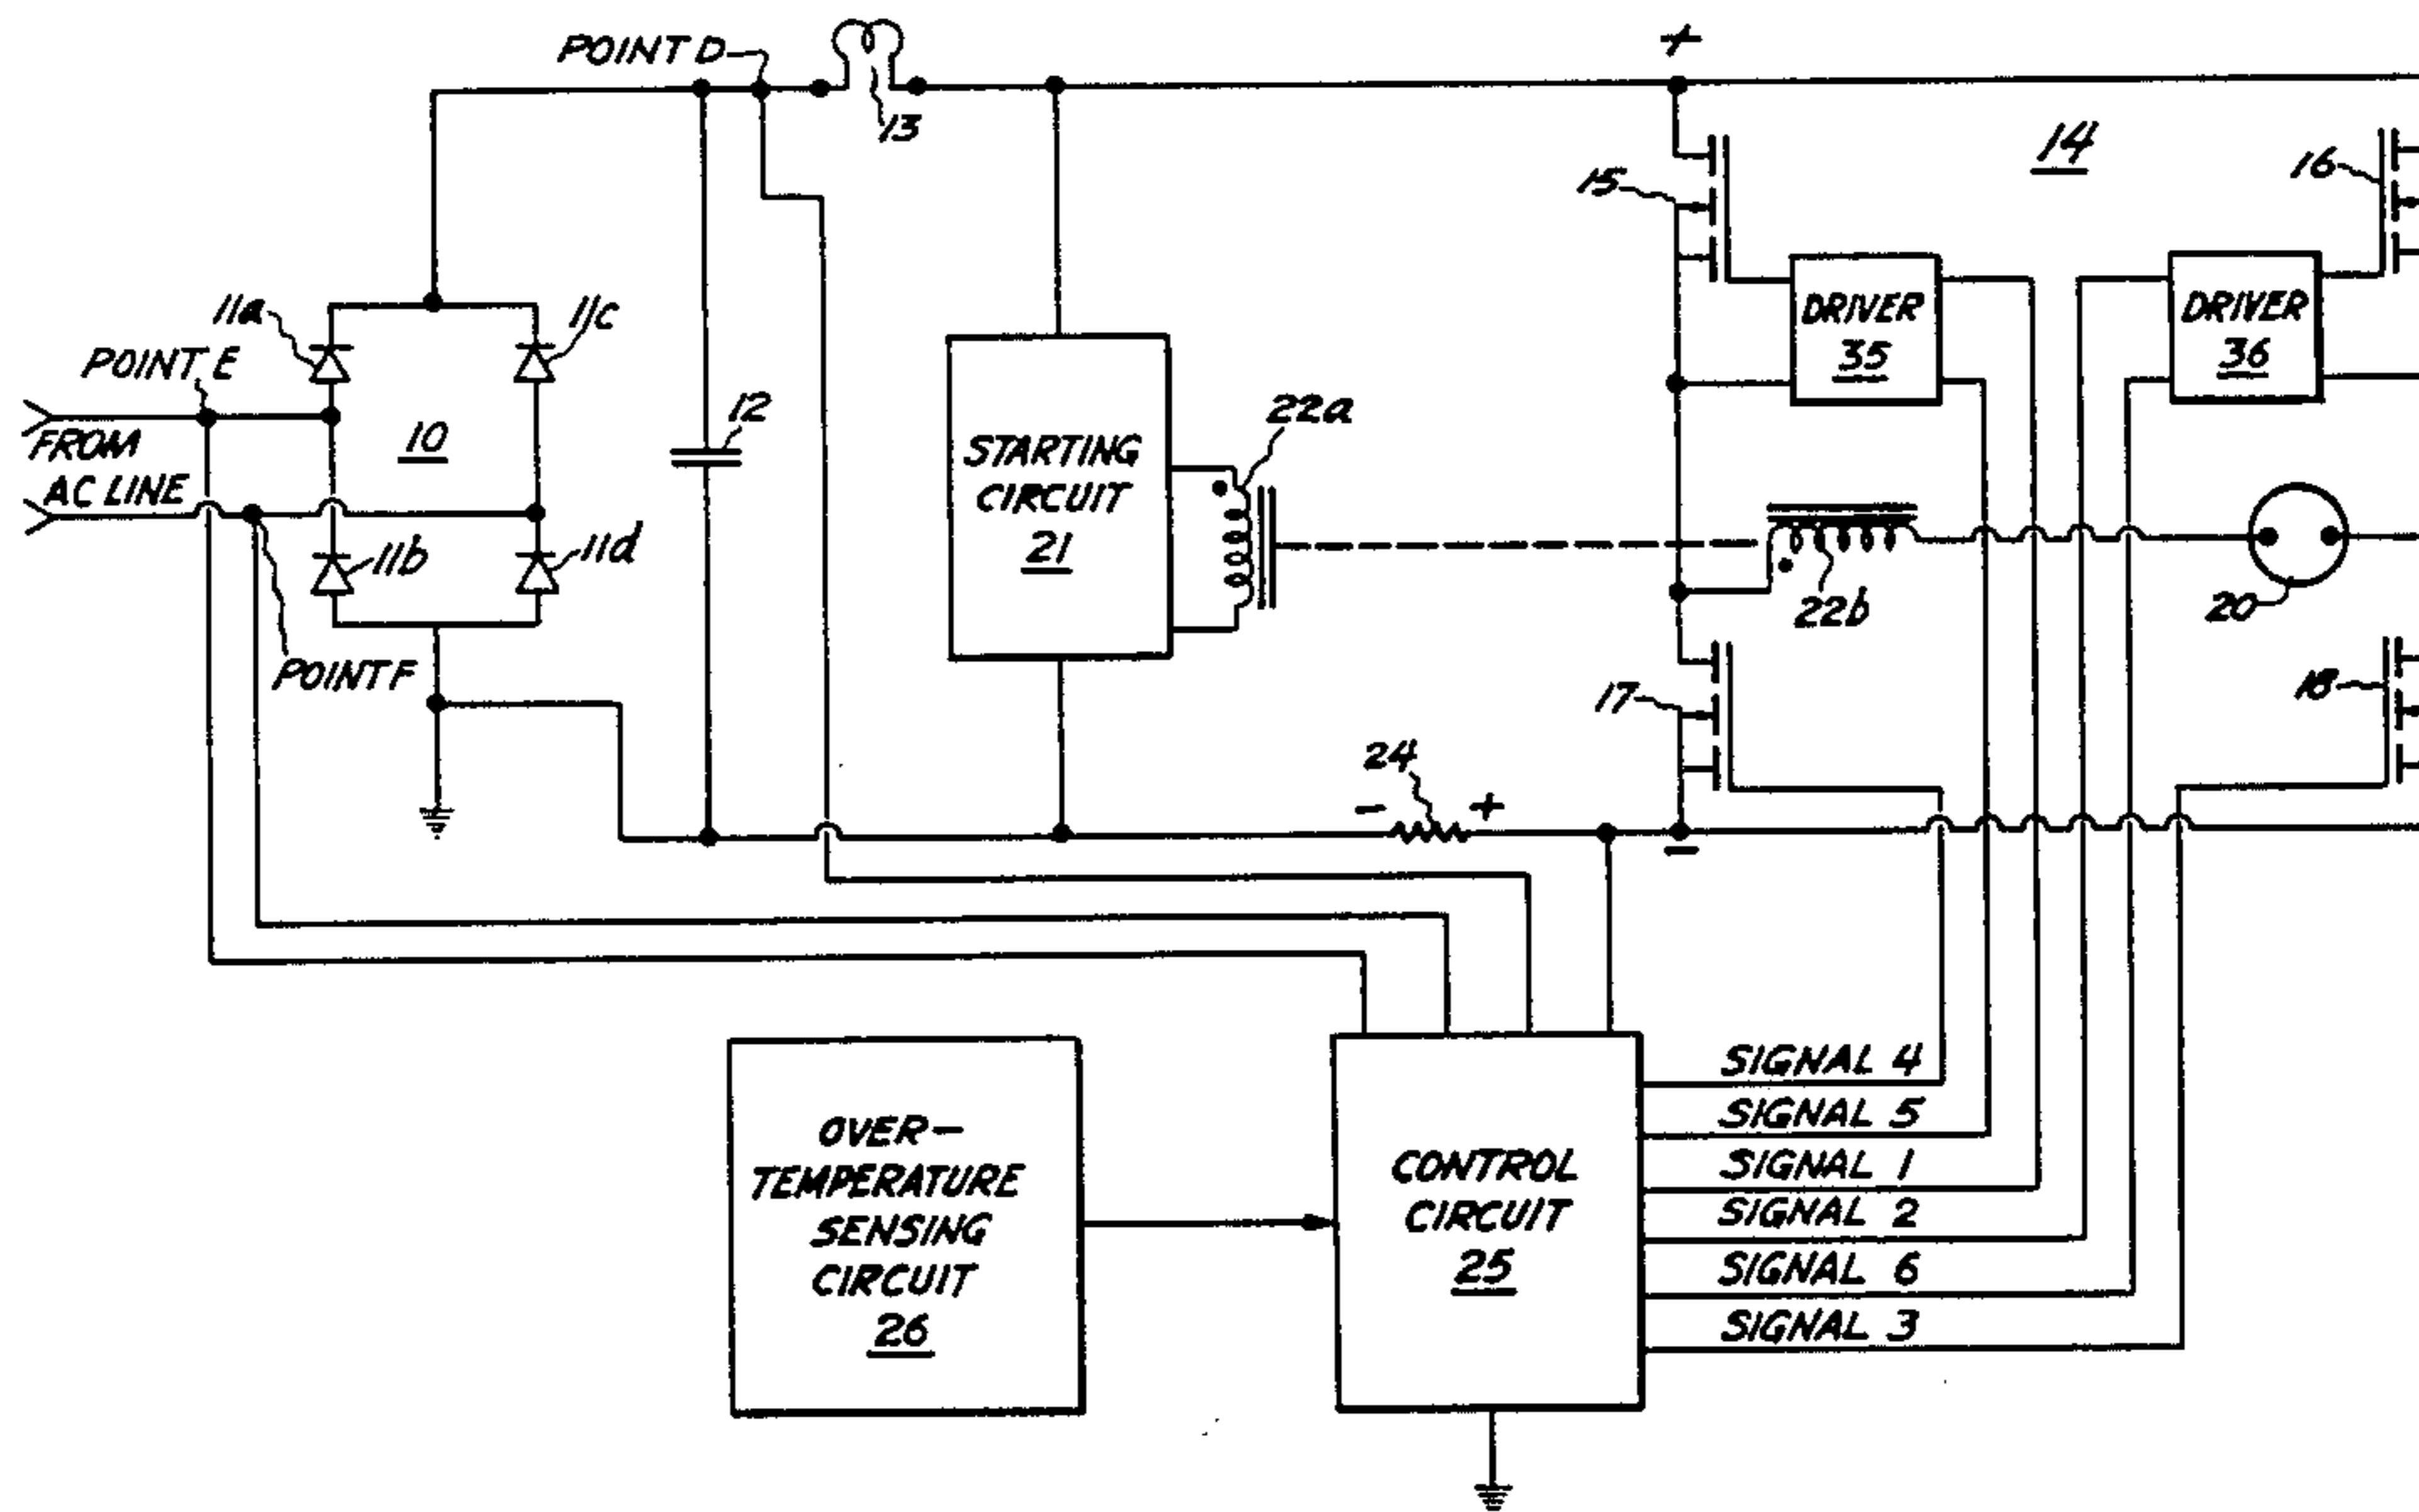 POINT D
13
+
14
15
16
11a
11c
POINT E
DRIVER
35
DRIVER
36
FROM
AC LINE
10
12
22a
STARTING
CIRCUIT
21
11b
11d
22b
20
POINT F
17
18
24
- +
-
SIGNAL 4
SIGNAL 5
SIGNAL 1
SIGNAL 2
SIGNAL 6
SIGNAL 3
OVER-
TEMPERATURE
SENSING
CIRCUIT
26
CONTROL
CIRCUIT
25